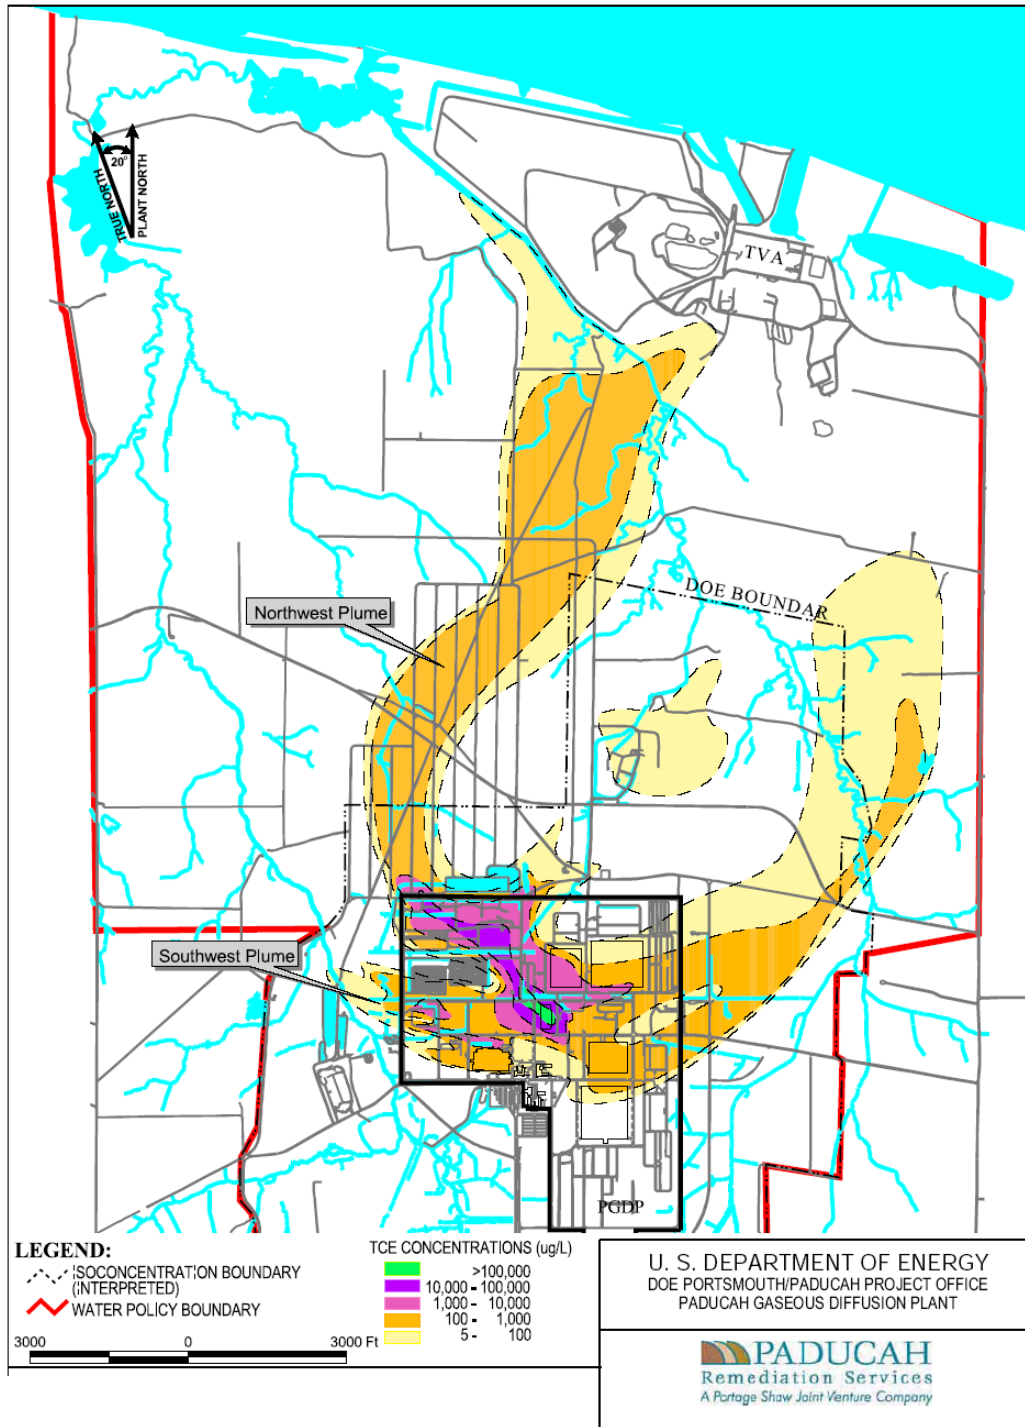 20°
TRUE NORTH
PLANT NORTH
TVA
DOE BOUNDAR
Northwest Plume
Southwest Plume
PGDP
LEGEND:
ISOCONCENTRATION BOUNDARY
(INTERPRETED)
WATER POLICY BOUNDARY
3000 0 3000 Ft
TCE CONCENTRATIONS (ug/L)
>100,000
10,000 - 100,000
1,000 - 10,000
100 - 1,000
5 - 100
U. S. DEPARTMENT OF ENERGY
DOE PORTSMOUTH/PADUCAH PROJECT OFFICE
PADUCAH GASEOUS DIFFUSION PLANT
PADUCAH
Remediation Services
A Portage Shaw Joint Venture Company